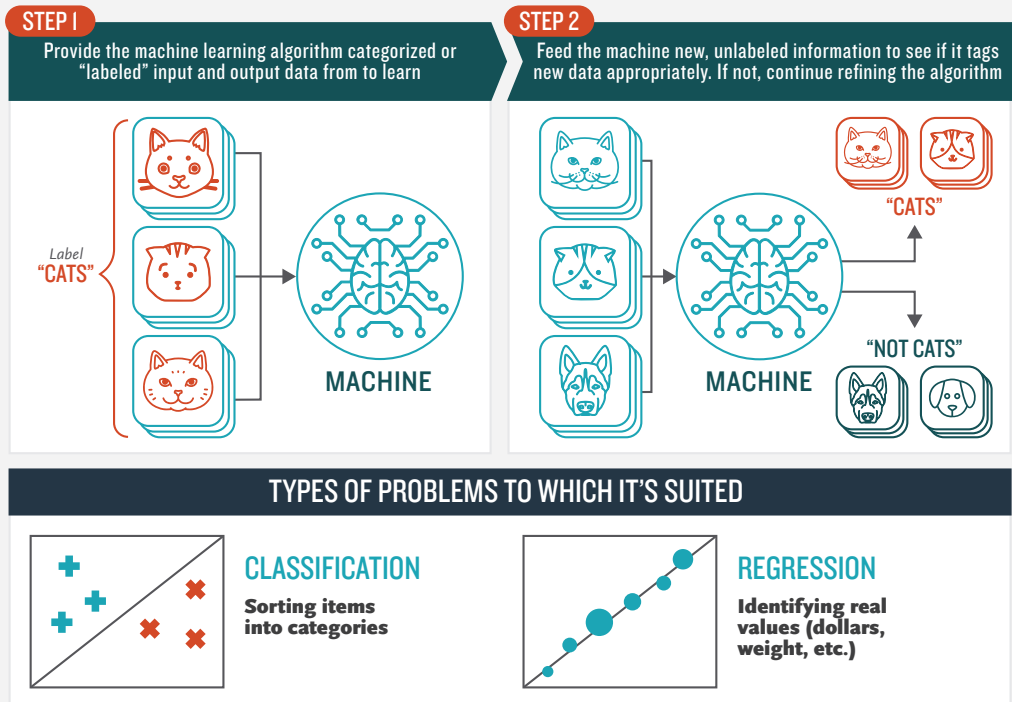 STEP 1
Provide the machine learning algorithm categorized or
“labeled” input and output data from to learn
Label
“CATS”
MACHINE
STEP 2
Feed the machine new, unlabeled information to see if it tags
new data appropriately. If not, continue refining the algorithm
MACHINE
“CATS”
“NOT CATS”
TYPES OF PROBLEMS TO WHICH IT’S SUITED
CLASSIFICATION
Sorting items
into categories
REGRESSION
Identifying real
values (dollars,
weight, etc.)